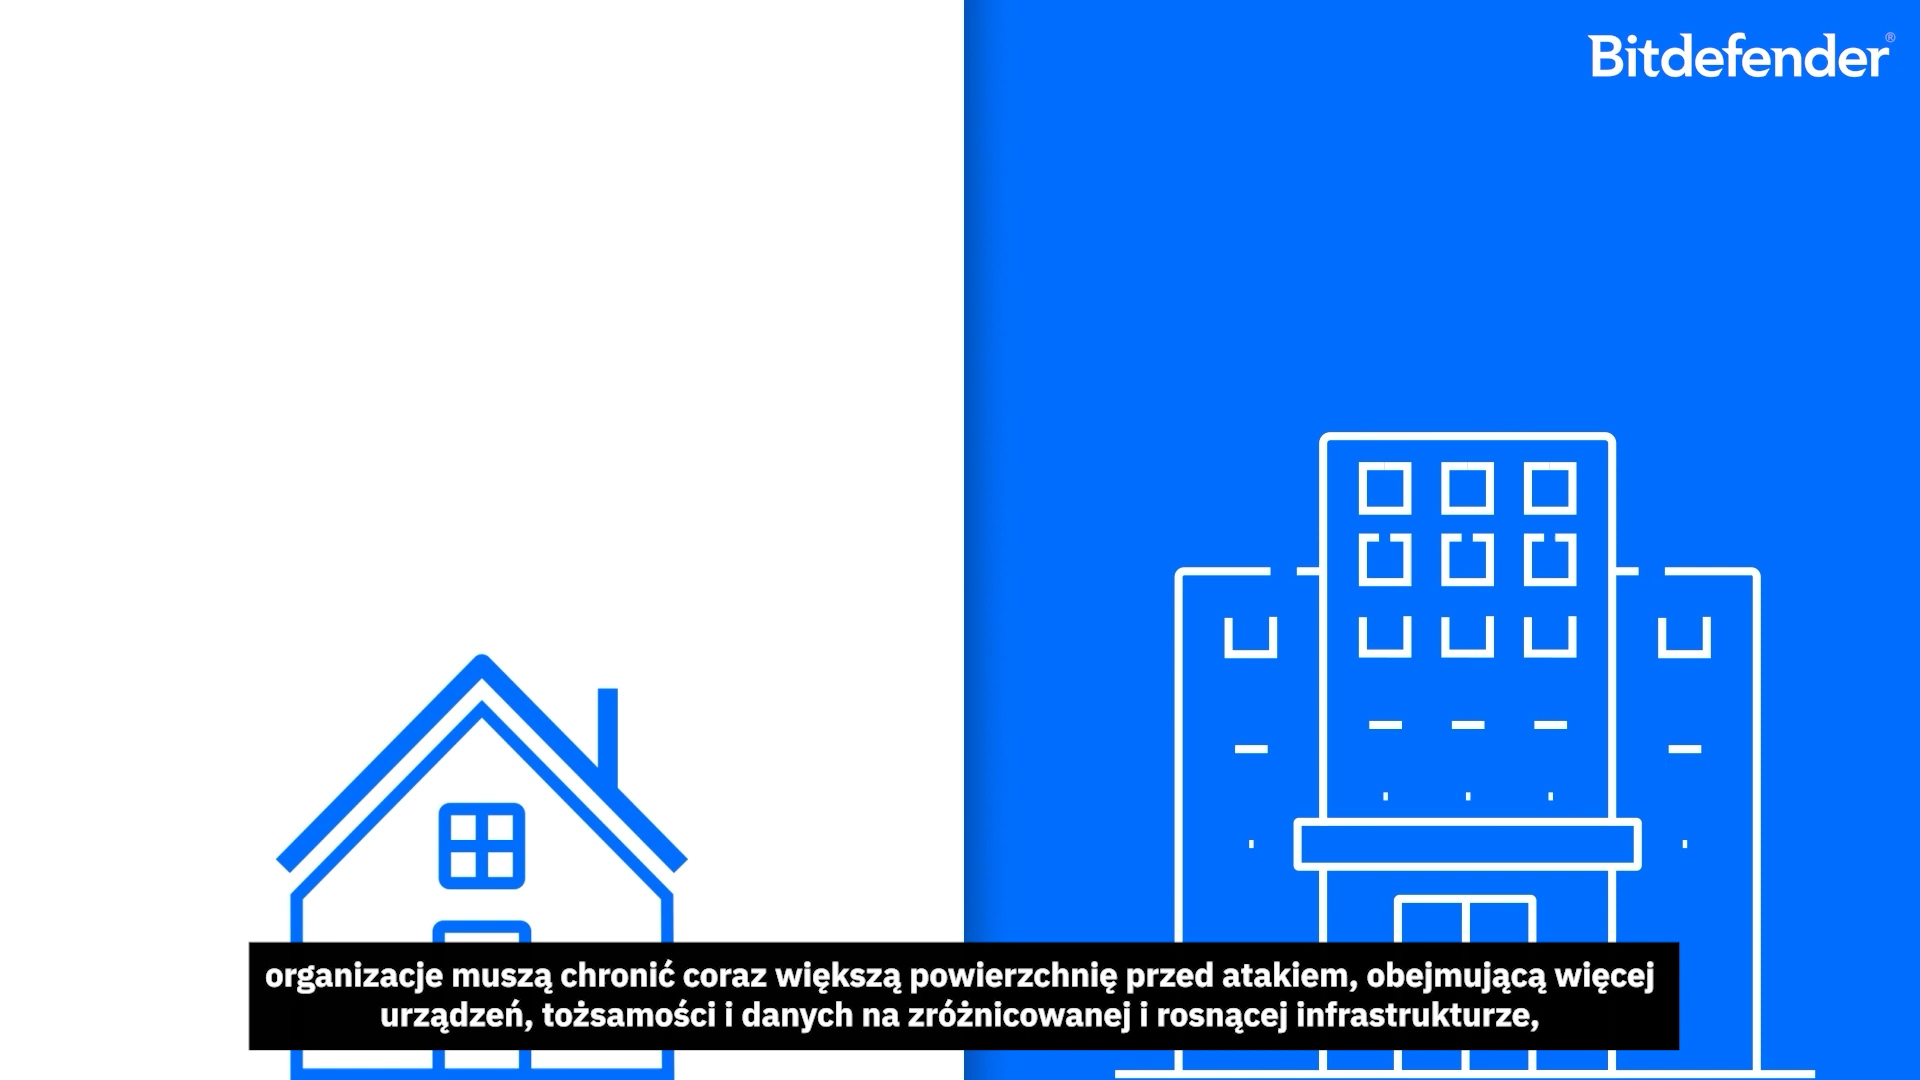 Bitdefender®
organizacje muszą chronić coraz większą powierzchnię przed atakiem, obejmującą więcej
urządzeń, tożsamości i danych na zróżnicowanej i rosnącej infrastrukturze,